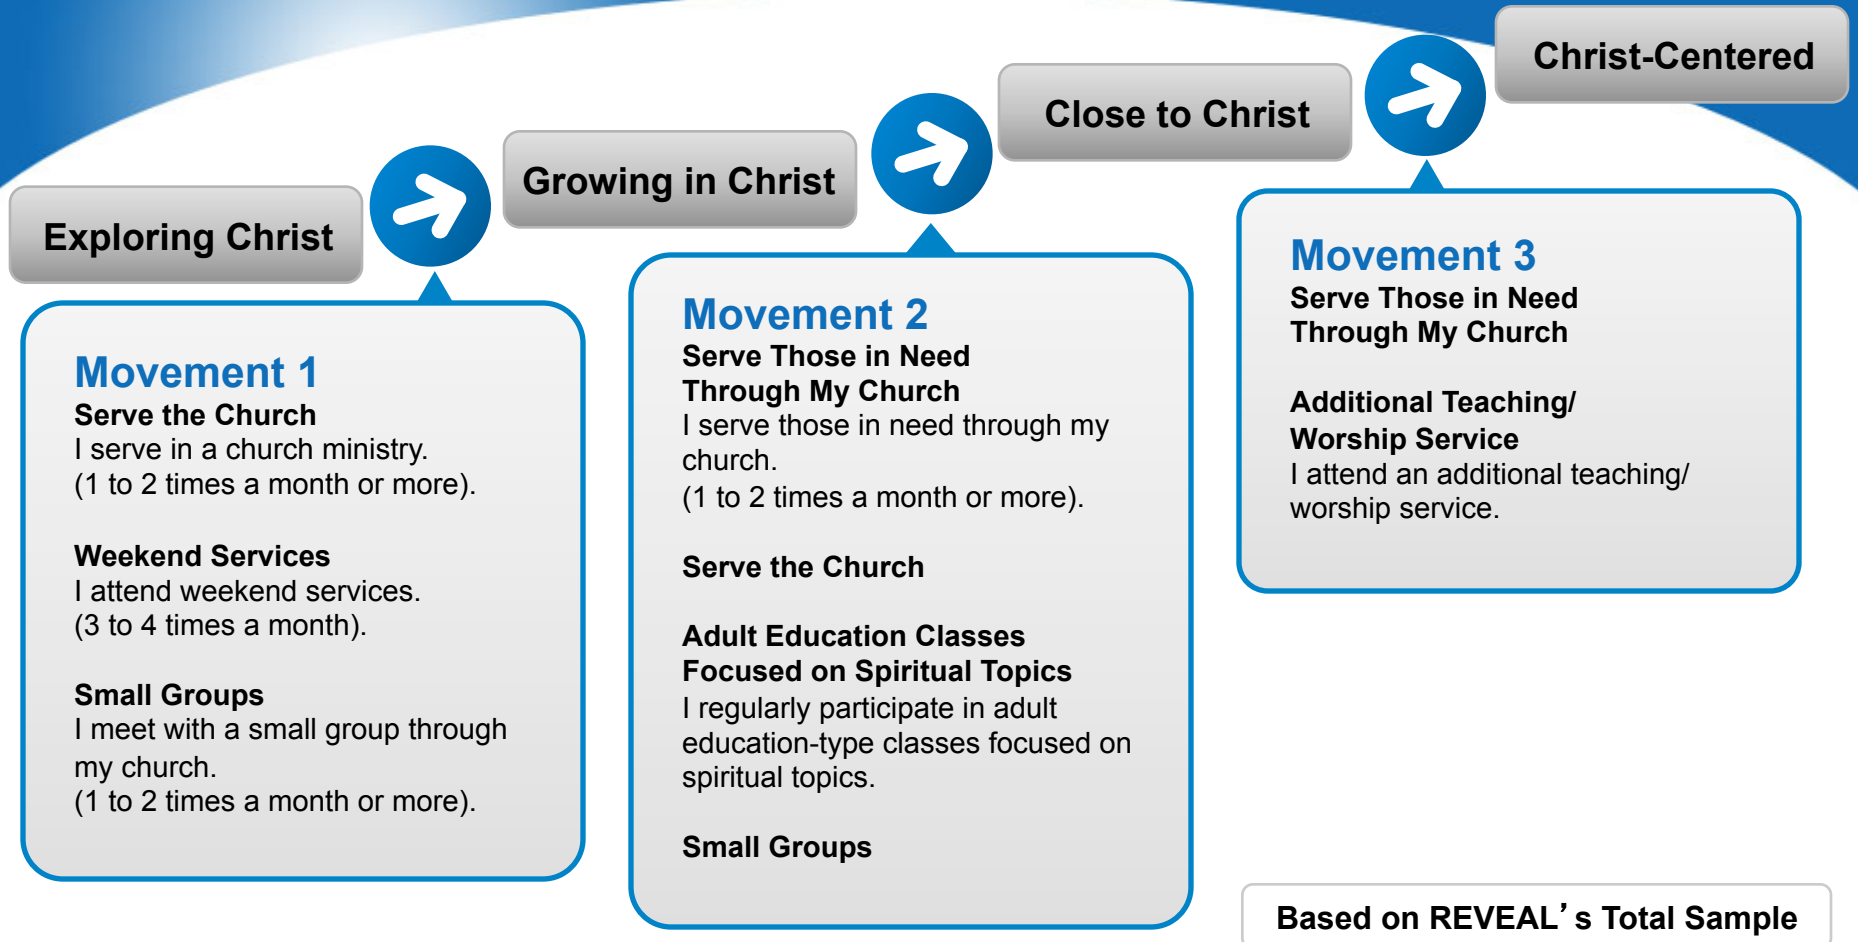 Exploring Christ
Growing in Christ
Close to Christ
Christ-Centered
Movement 1
Serve the Church
I serve in a church ministry.
(1 to 2 times a month or more).
Weekend Services
I attend weekend services.
(3 to 4 times a month).
Small Groups
I meet with a small group through
my church.
(1 to 2 times a month or more).
Movement 2
Serve Those in Need
Through My Church
I serve those in need through my
church.
(1 to 2 times a month or more).
Serve the Church
Adult Education Classes
Focused on Spiritual Topics
I regularly participate in adult
education-type classes focused on
spiritual topics.
Small Groups
Movement 3
Serve Those in Need
Through My Church
Additional Teaching/
Worship Service
I attend an additional teaching/
worship service.
Based on REVEAL’s Total Sample